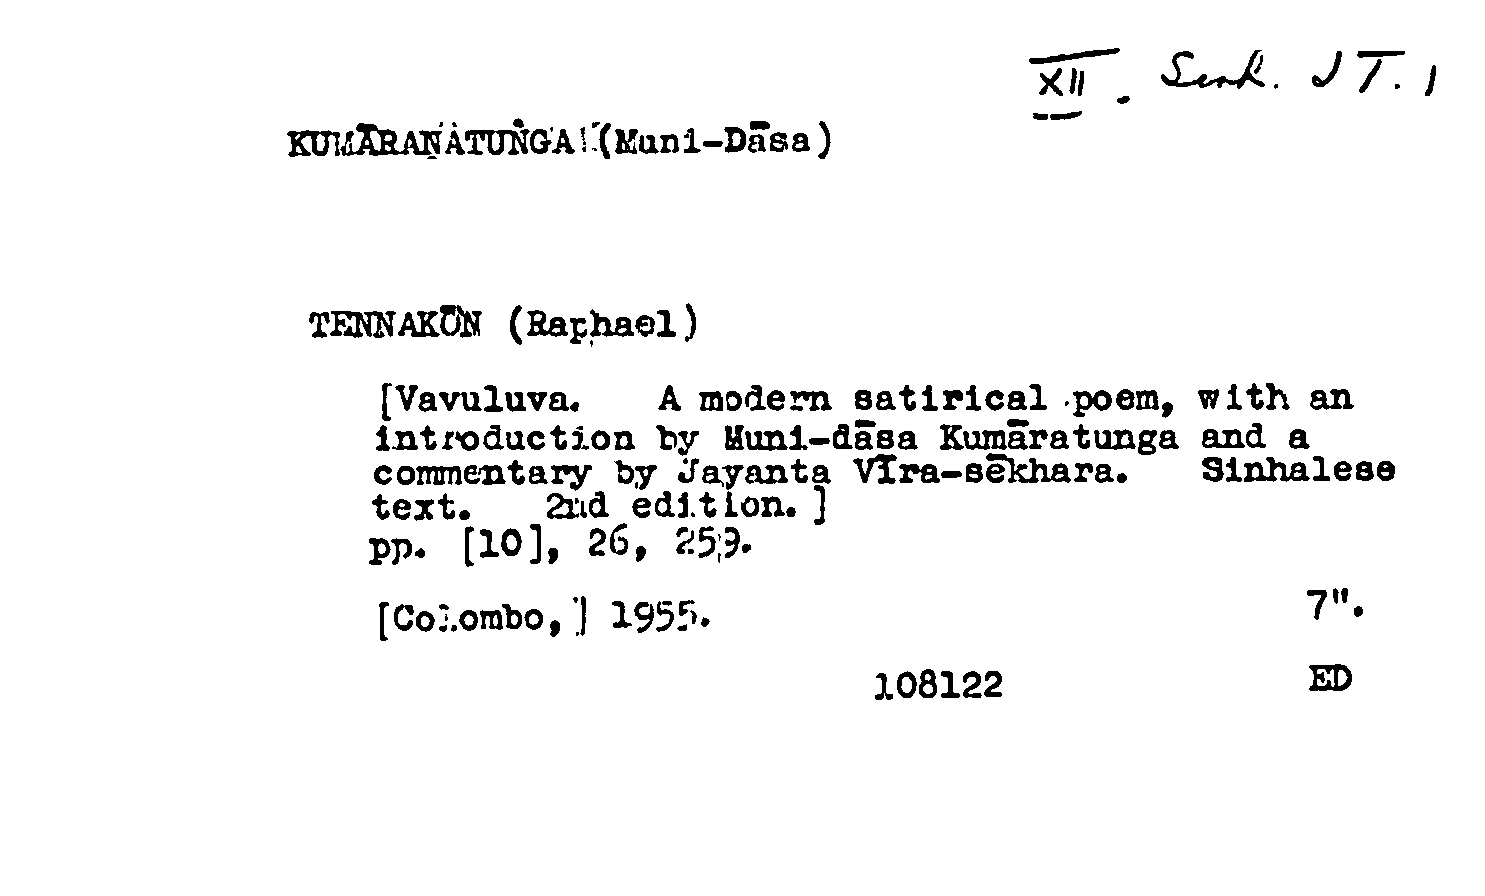 XII. Sinh. JT. 1
KUMĀRAṆATUṄGA (Muni-Dāsa)
TENNAKŌN (Raphael)
[Vavuluva. A modern satirical poem, with an
introduction by Muni-dāsa Kumāratunga and a
commentary by Jayanta Vīra-sēkhara. Sinhalese
text. 2nd edition.]
pp. [10], 26, 259.
[Colombo,] 1955. 7".
108122 ED